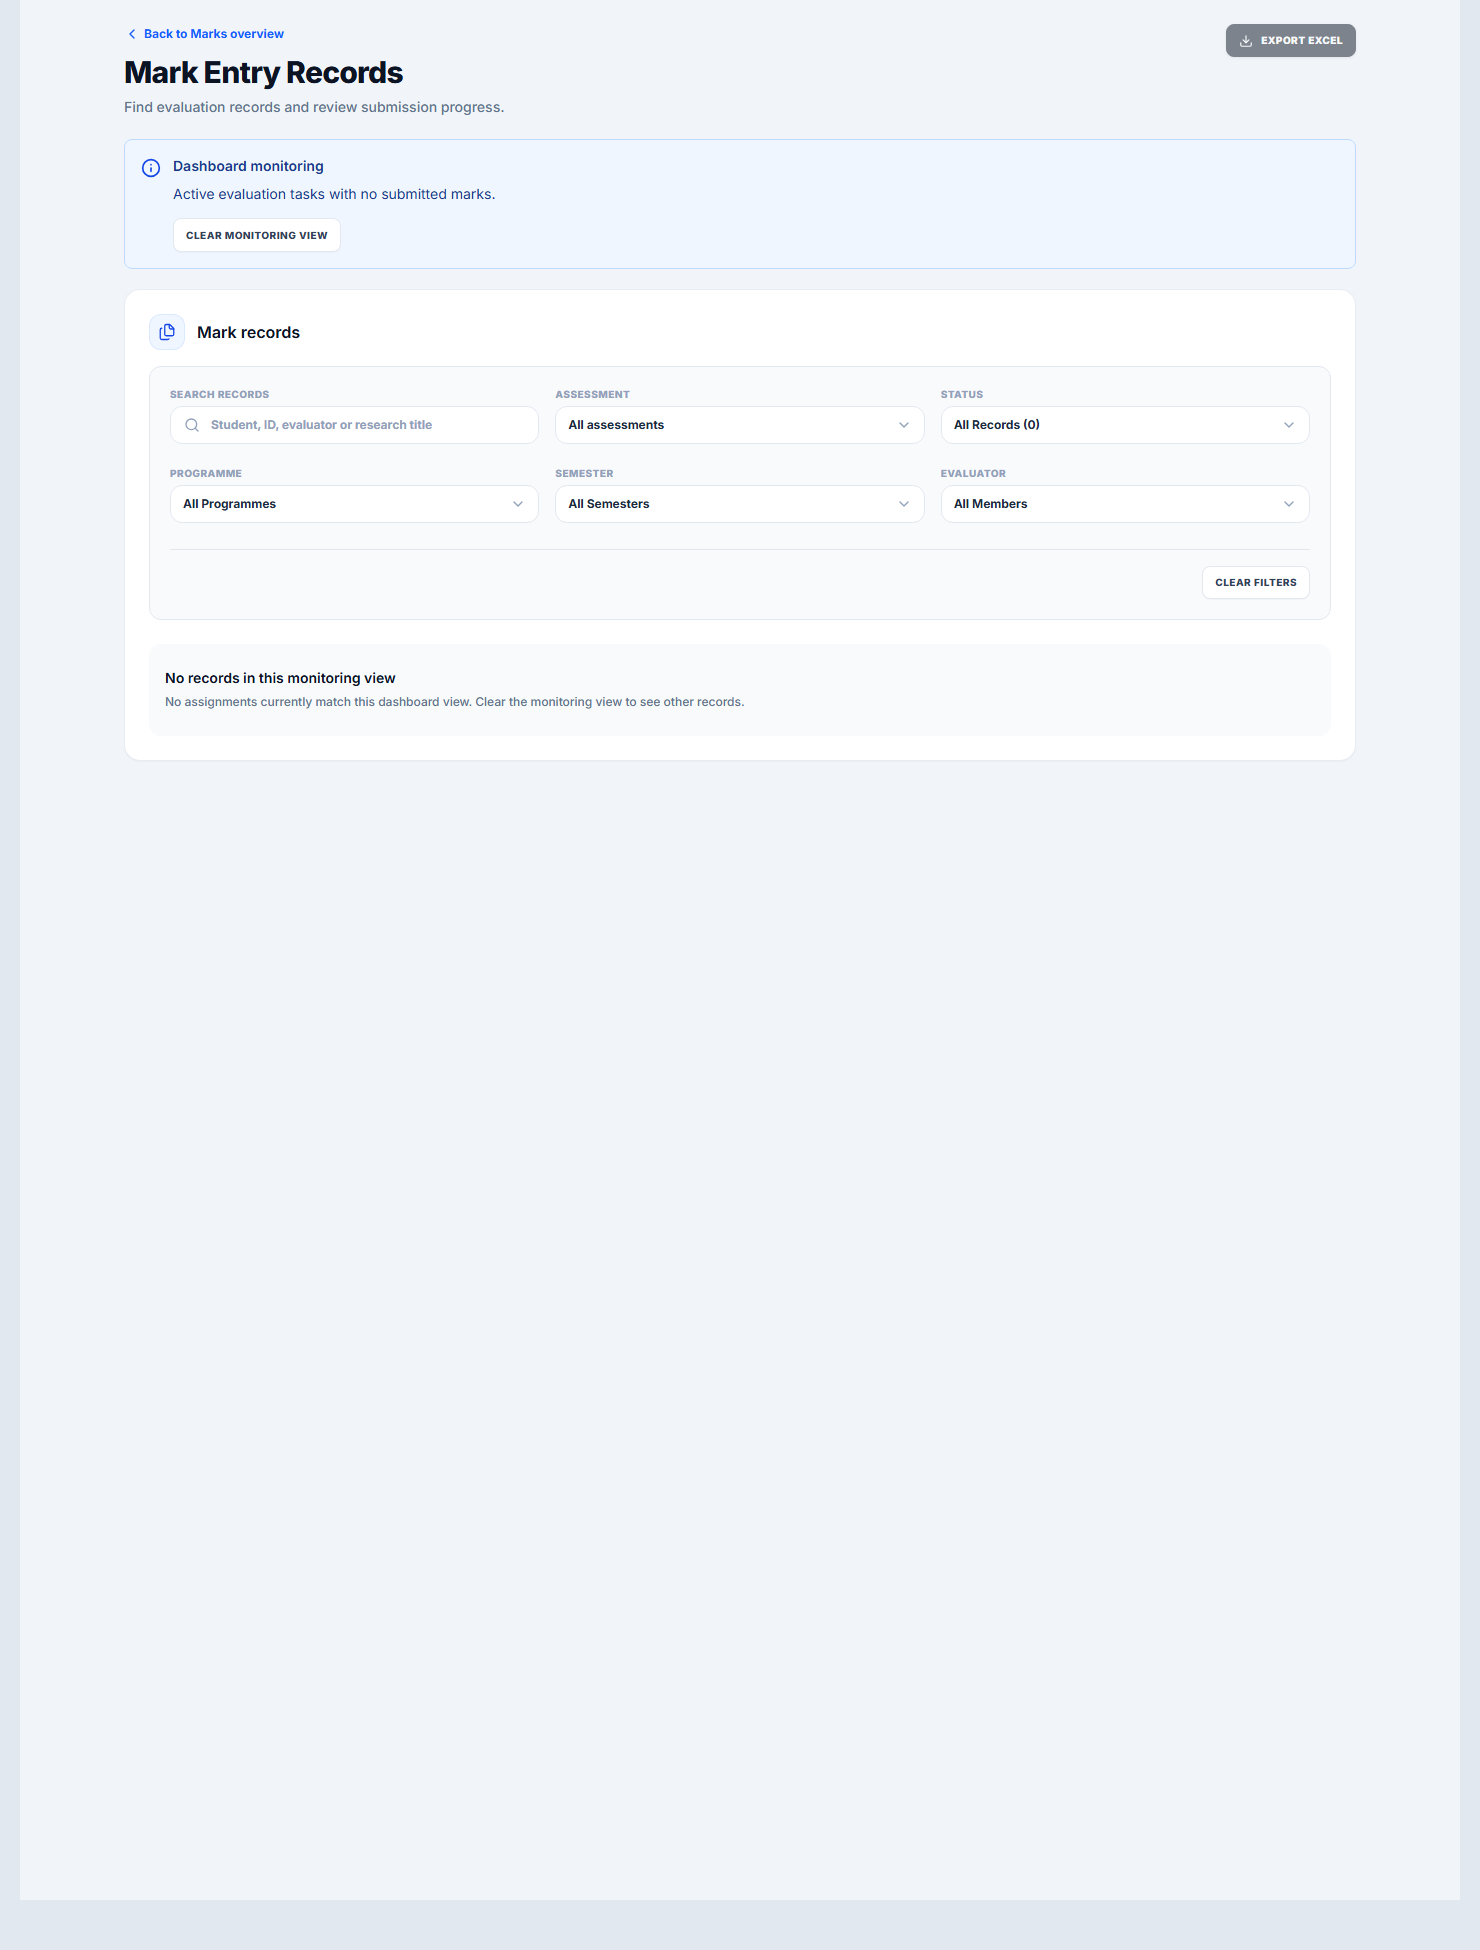 Back to Marks overview
EXPORT EXCEL
Mark Entry Records
Find evaluation records and review submission progress.
Dashboard monitoring
Active evaluation tasks with no submitted marks.
CLEAR MONITORING VIEW
Mark records
SEARCH RECORDS
Student, ID, evaluator or research title
ASSESSMENT
All assessments
STATUS
All Records (0)
PROGRAMME
All Programmes
SEMESTER
All Semesters
EVALUATOR
All Members
CLEAR FILTERS
No records in this monitoring view
No assignments currently match this dashboard view. Clear the monitoring view to see other records.